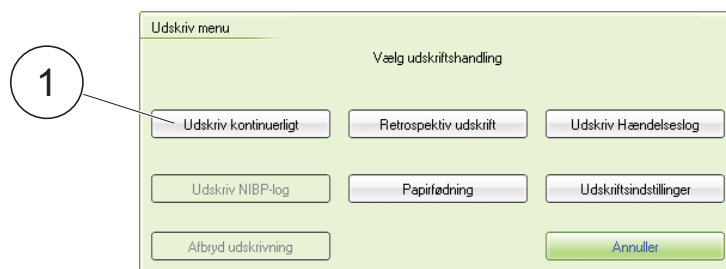 Udskriv menu
Vælg udskriftshandling
1
Udskriv kontinuerligt
Retrospektiv udskrift
Udskriv Hændelseslog
Udskriv NIBP-log
Papirfødning
Udskriftsindstillinger
Afbryd udskrivning
Annuller